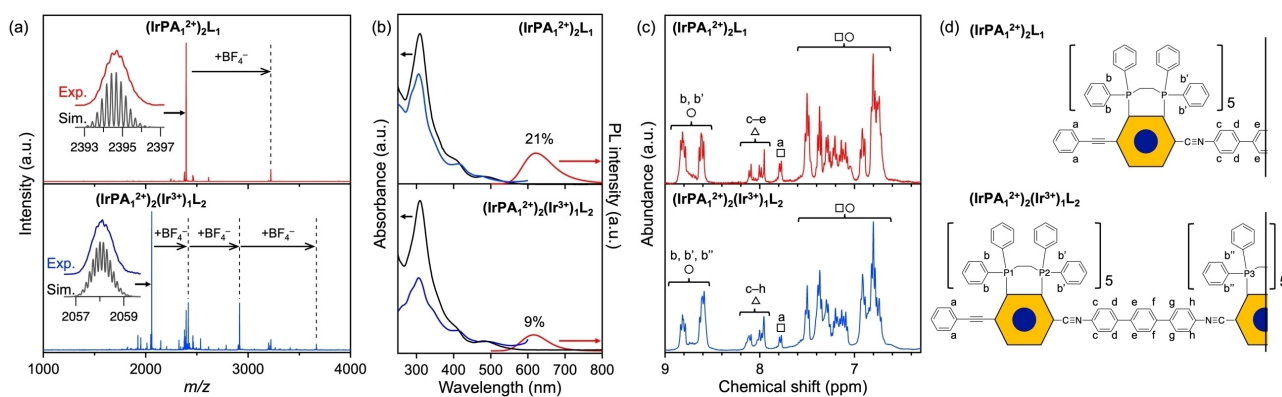 (a)
(IrPA₁²⁺)₂L₁
+BF₄⁻
Exp.
Sim.
2393 2395 2397
(IrPA₁²⁺)₂(Ir³⁺)₁L₂
+BF₄⁻ +BF₄⁻ +BF₄⁻
Exp.
Sim.
2057 2059
Intensity (a.u.)
1000 2000 3000 4000
m/z
(b)
(IrPA₁²⁺)₂L₁
21%
(IrPA₁²⁺)₂(Ir³⁺)₁L₂
9%
Absorbance (a.u.)
PL intensity (a.u.)
300 400 500 600 700 800
Wavelength (nm)
(c)
(IrPA₁²⁺)₂L₁
□○
b, b'
○
c–e
△
a
□
(IrPA₁²⁺)₂(Ir³⁺)₁L₂
□○
b, b', b''
○
c–h
△
a
□
Abundance (a.u.)
9 8 7
Chemical shift (ppm)
(d)
(IrPA₁²⁺)₂L₁
b b'
P P
b b'
5
a c d e
C≡N
a c d e
(IrPA₁²⁺)₂(Ir³⁺)₁L₂
b b' b''
P1 P2 P3
b b' b''
5 5
a c d e f g h
C≡N N≡C
a c d e f g h